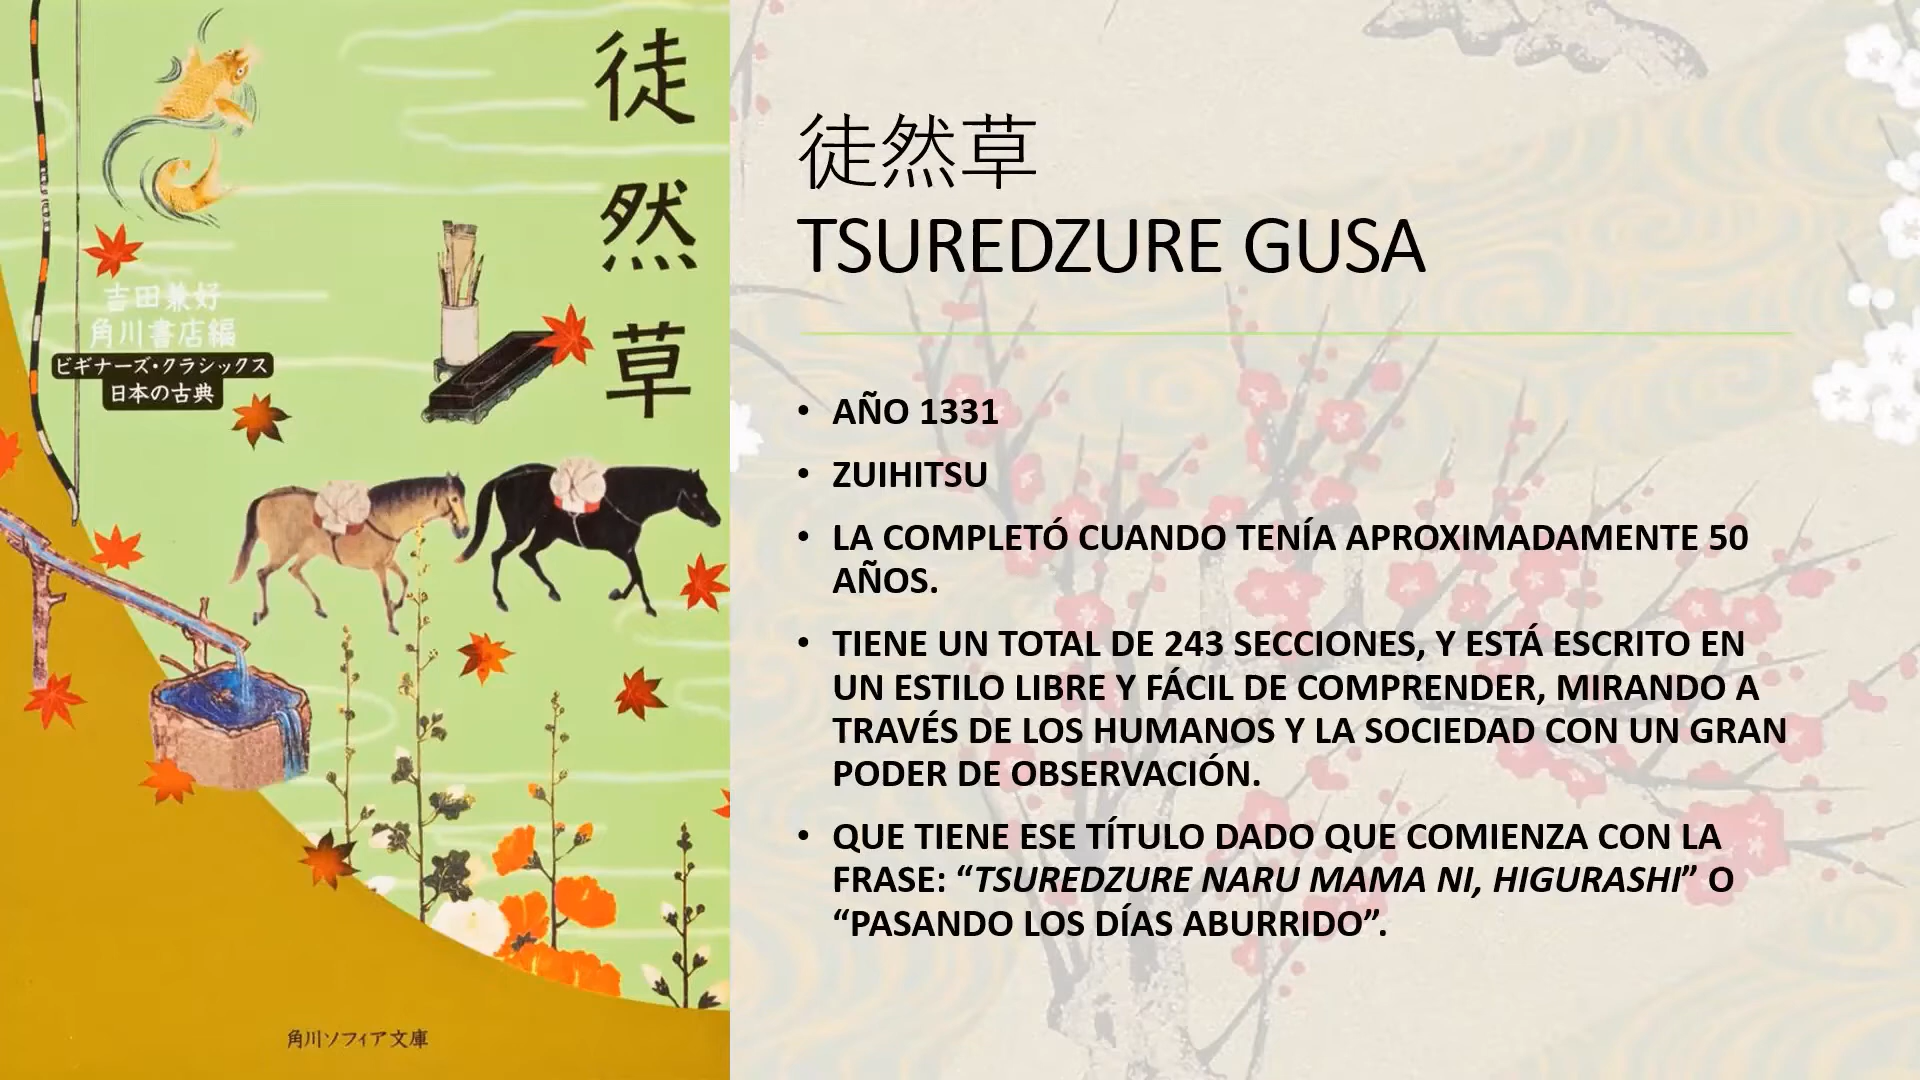 徒然草
吉田兼好
角川書店編
ビギナーズ・クラシックス
日本の古典
角川ソフィア文庫
徒然草
TSUREDZURE GUSA
• AÑO 1331
• ZUIHITSU
• LA COMPLETÓ CUANDO TENÍA APROXIMADAMENTE 50
AÑOS.
• TIENE UN TOTAL DE 243 SECCIONES, Y ESTÁ ESCRITO EN
UN ESTILO LIBRE Y FÁCIL DE COMPRENDER, MIRANDO A
TRAVÉS DE LOS HUMANOS Y LA SOCIEDAD CON UN GRAN
PODER DE OBSERVACIÓN.
• QUE TIENE ESE TÍTULO DADO QUE COMIENZA CON LA
FRASE: “TSUREDZURE NARU MAMA NI, HIGURASHI” O
“PASANDO LOS DÍAS ABURRIDO”.